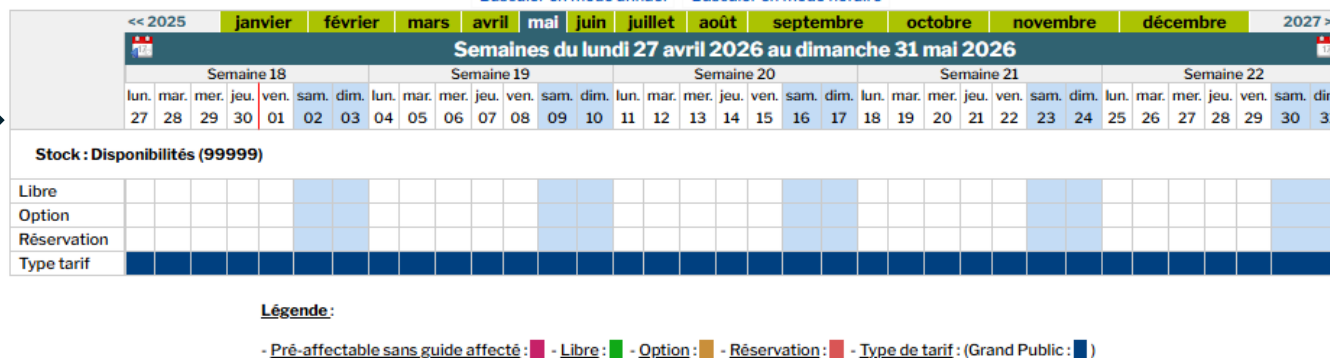 << 2025 janvier février mars avril mai juin juillet août septembre octobre novembre décembre 2027 >
Semaines du lundi 27 avril 2026 au dimanche 31 mai 2026
Semaine 18 Semaine 19 Semaine 20 Semaine 21 Semaine 22
lun. mar. mer. jeu. ven. sam. dim. lun. mar. mer. jeu. ven. sam. dim. lun. mar. mer. jeu. ven. sam. dim. lun. mar. mer. jeu. ven. sam. dim. lun. mar. mer. jeu. ven. sam.
27 28 29 30 01 02 03 04 05 06 07 08 09 10 11 12 13 14 15 16 17 18 19 20 21 22 23 24 25 26 27 28 29 30
Stock : Disponibilités (99999)
Libre
Option
Réservation
Type tarif
Légende :
- Pré-affectable sans guide affecté : - Libre : - Option : - Réservation : - Type de tarif : (Grand Public : )